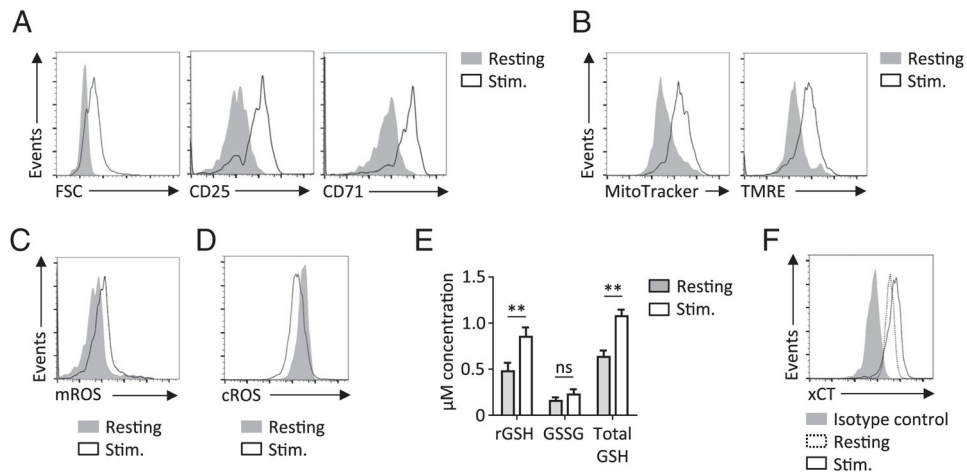 A
B
Resting
Stim.
Resting
Stim.
Events
FSC
CD25
CD71
Events
MitoTracker
TMRE
C
D
E
F
Events
mROS
cROS
Resting
Stim.
Resting
Stim.
µM concentration
1.5
1.0
0.5
0
**
ns
**
rGSH
GSSG
Total
GSH
Resting
Stim.
Events
xCT
Isotype control
Resting
Stim.